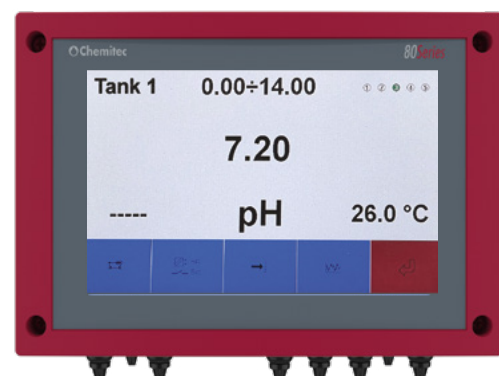 Chemitec
80Series
Tank 1 0.00÷14.00 ① ② ③ ④ ⑤
7.20
----- pH 26.0 °C